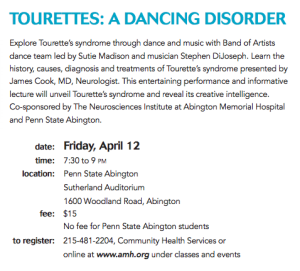 TOURETTES: A DANCING DISORDER
Explore Tourette's syndrome through dance and music with Band of Artists
dance team led by Sutie Madison and musician Stephen DiJoseph. Learn the
history, causes, diagnosis and treatments of Tourette's syndrome presented by
James Cook, MD, Neurologist. This entertaining performance and informative
lecture will unveil Tourette's syndrome and reveal its creative intelligence.
Co-sponsored by The Neurosciences Institute at Abington Memorial Hospital
and Penn State Abington.
date: Friday, April 12
time: 7:30 to 9 PM
location: Penn State Abington
Sutherland Auditorium
1600 Woodland Road, Abington
fee: $15
No fee for Penn State Abington students
to register: 215-481-2204, Community Health Services or
online at www.amh.org under classes and events